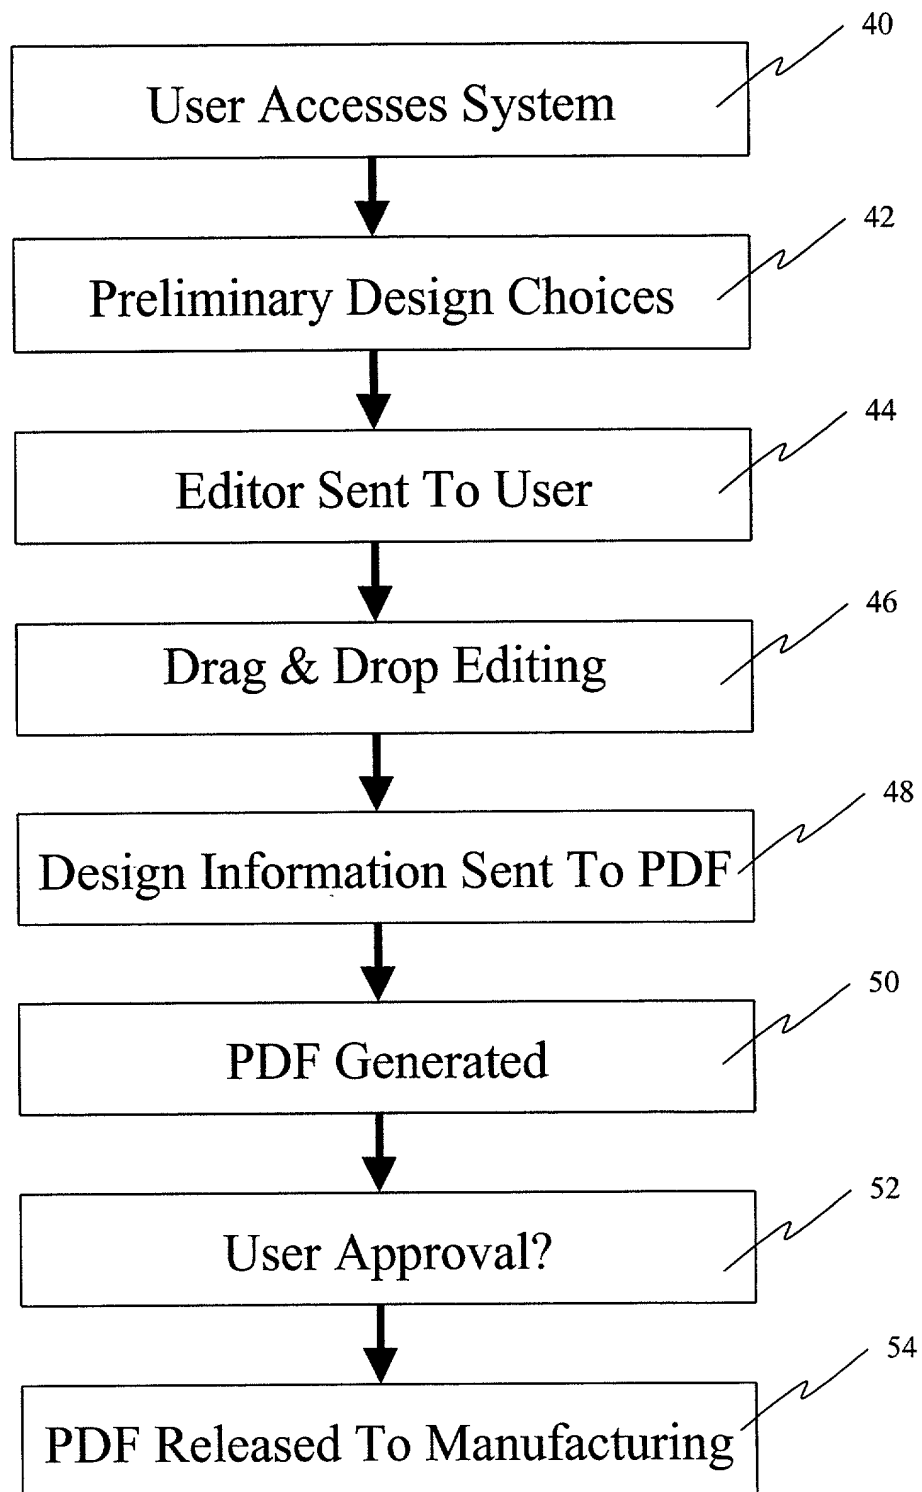 40
User Accesses System
42
Preliminary Design Choices
44
Editor Sent To User
46
Drag & Drop Editing
48
Design Information Sent To PDF
50
PDF Generated
52
User Approval?
54
PDF Released To Manufacturing